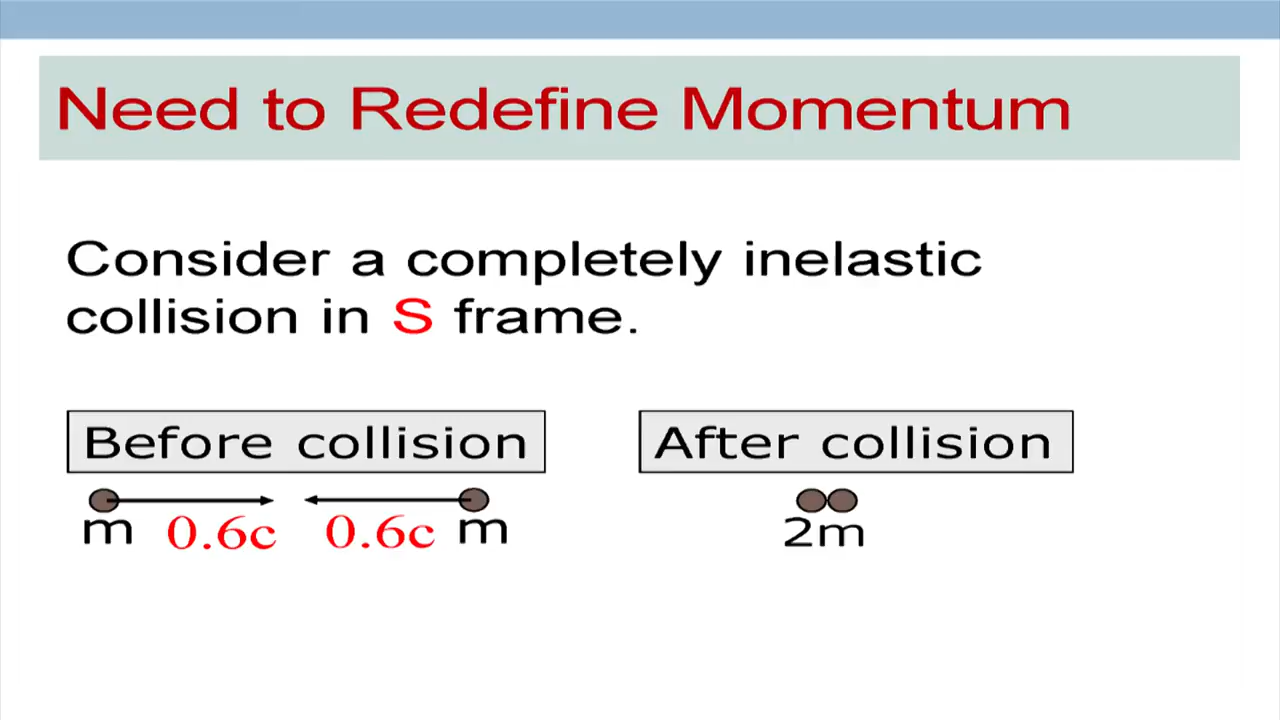 Need to Redefine Momentum
Consider a completely inelastic
collision in S frame.
Before collision
After collision
m 0.6c 0.6c m
2m